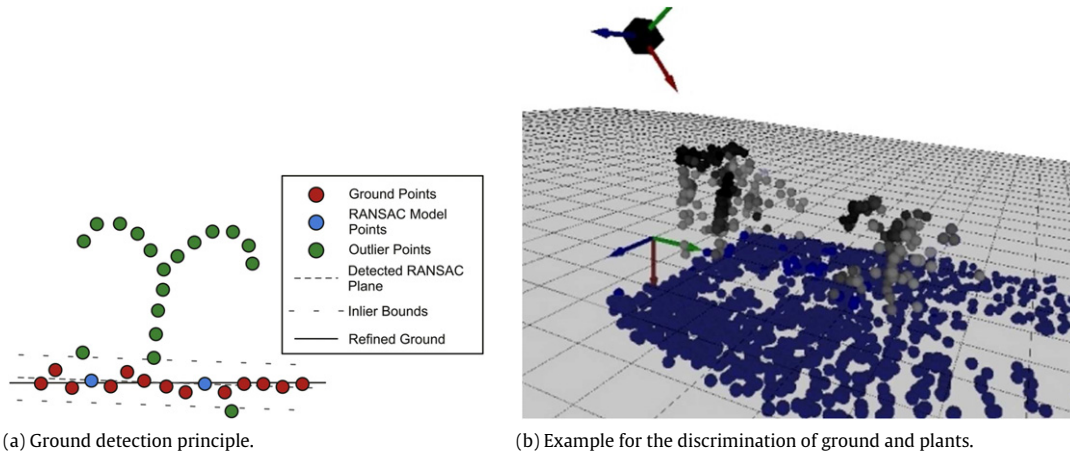 Ground Points
RANSAC Model
Points
Outlier Points
Detected RANSAC
Plane
Inlier Bounds
Refined Ground
(a) Ground detection principle.
(b) Example for the discrimination of ground and plants.